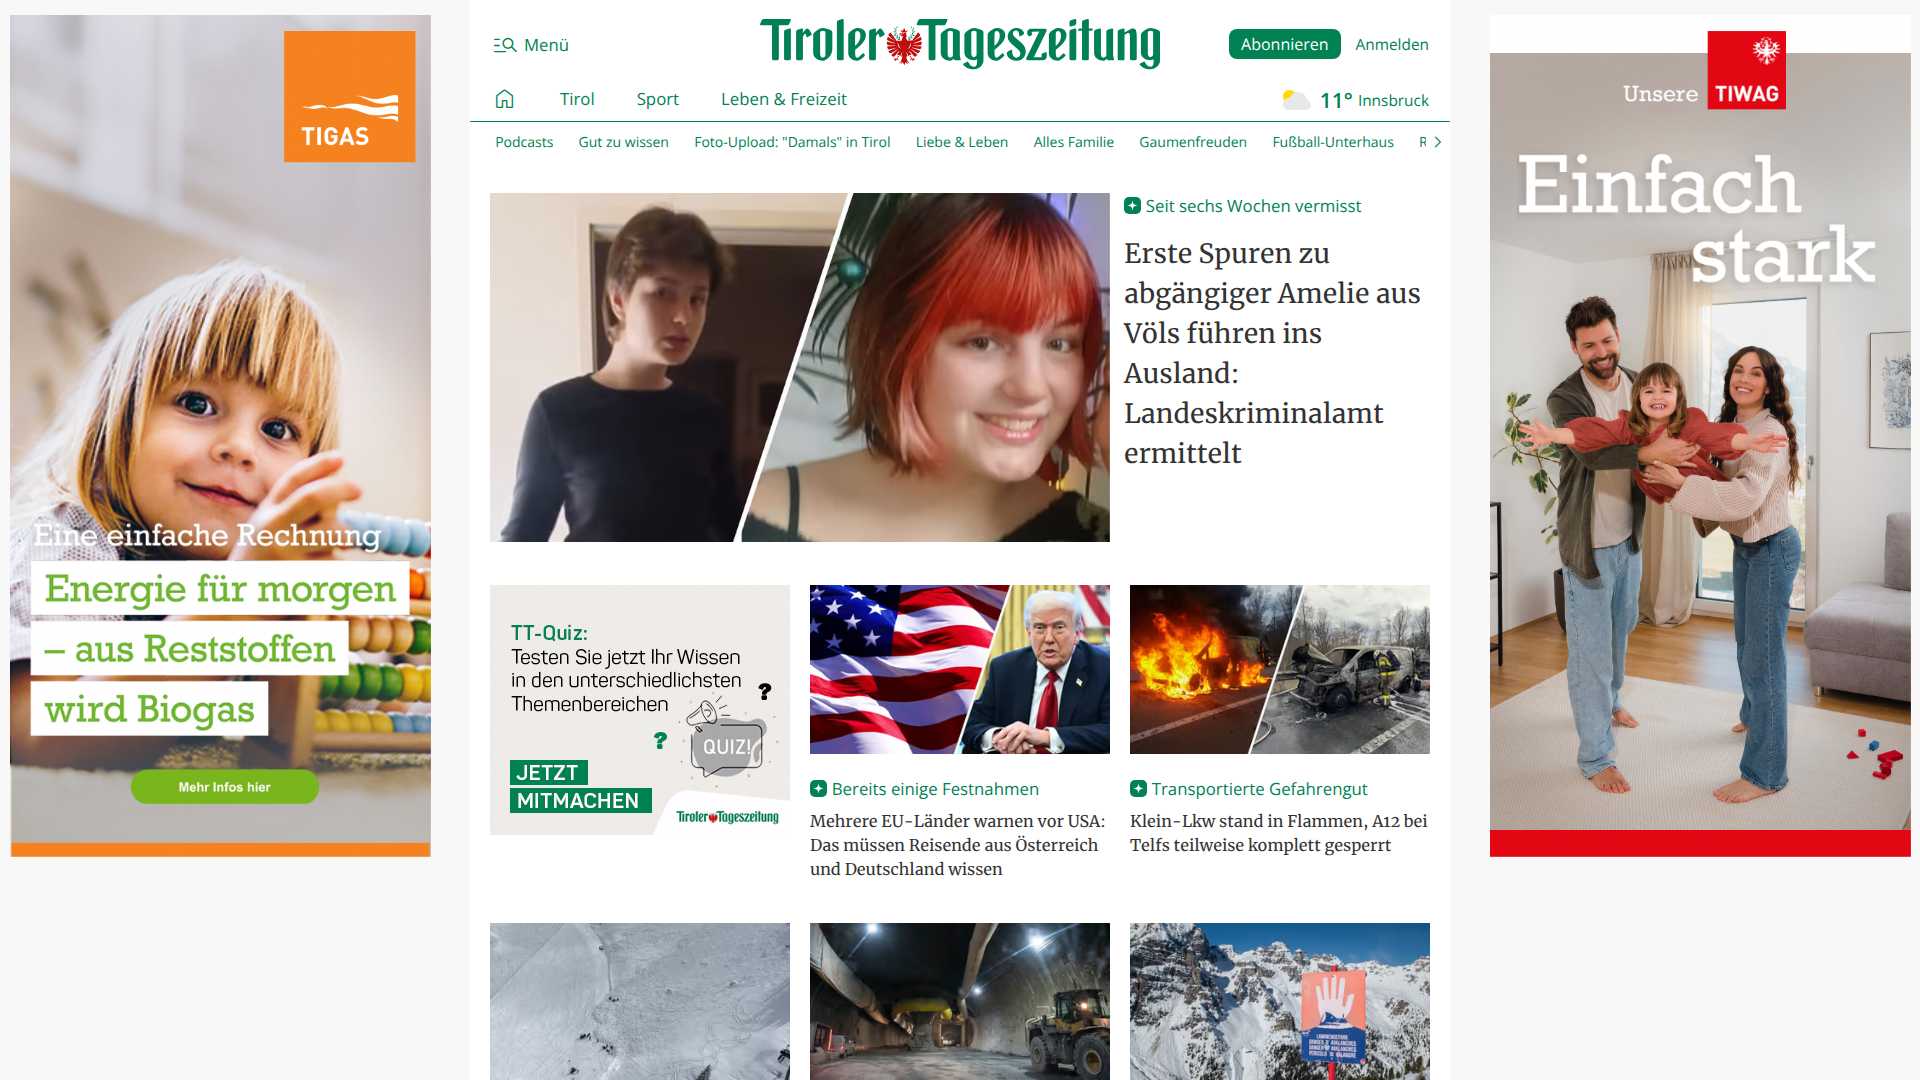 TIGAS
Eine einfache Rechnung
Energie für morgen
– aus Reststoffen
wird Biogas
Mehr Infos hier
Menü
Tiroler Tageszeitung
Abonnieren
Anmelden
Tirol
Sport
Leben & Freizeit
11° Innsbruck
Podcasts
Gut zu wissen
Foto-Upload: "Damals" in Tirol
Liebe & Leben
Alles Familie
Gaumenfreuden
Fußball-Unterhaus
Seit sechs Wochen vermisst
Erste Spuren zu
abgängiger Amelie aus
Völs führen ins
Ausland:
Landeskriminalamt
ermittelt
TT-Quiz:
Testen Sie jetzt Ihr Wissen
in den unterschiedlichsten
Themenbereichen
?
?
QUIZ!
JETZT
MITMACHEN
Tiroler Tageszeitung
Bereits einige Festnahmen
Mehrere EU-Länder warnen vor USA:
Das müssen Reisende aus Österreich
und Deutschland wissen
Transportierte Gefahrengut
Klein-Lkw stand in Flammen, A12 bei
Telfs teilweise komplett gesperrt
Unsere TIWAG
Einfach
stark